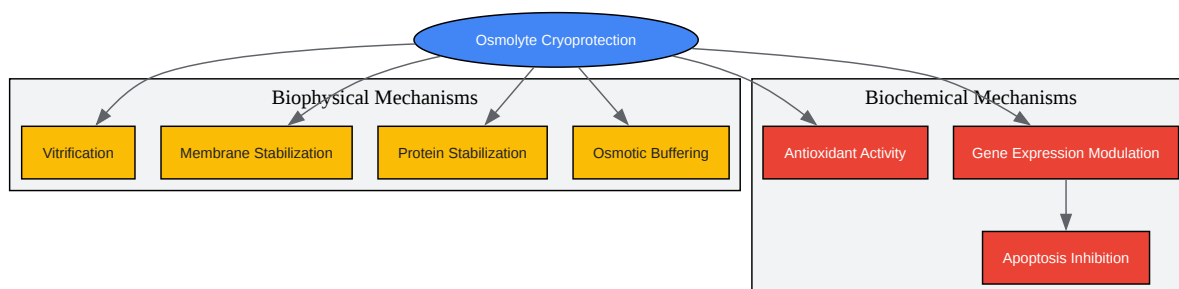 Osmolyte Cryoprotection
Biophysical Mechanisms
Biochemical Mechanisms
Vitrification
Membrane Stabilization
Protein Stabilization
Osmotic Buffering
Antioxidant Activity
Gene Expression Modulation
Apoptosis Inhibition